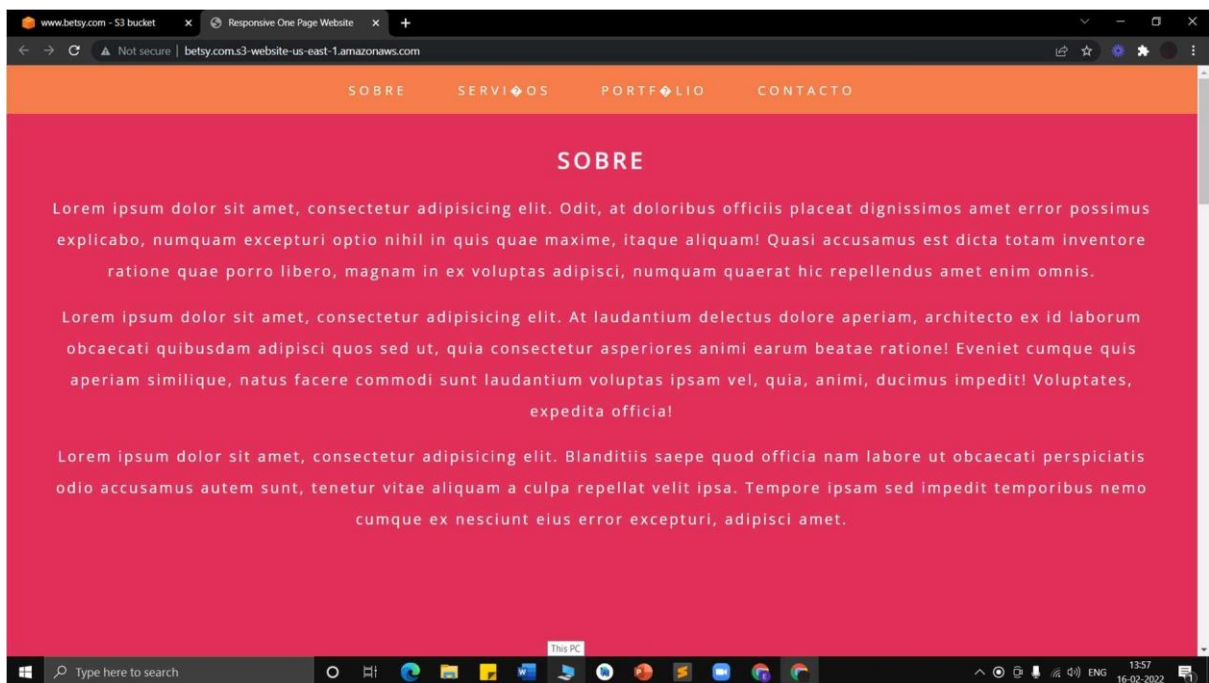 www.betsy.com - S3 bucket
Responsive One Page Website
Not secure | betsy.com.s3-website-us-east-1.amazonaws.com
SOBRE SERVI�OS PORTF�LIO CONTACTO
SOBRE
Lorem ipsum dolor sit amet, consectetur adipisicing elit. Odit, at doloribus officiis placeat dignissimos amet error possimus
explicabo, numquam excepturi optio nihil in quis quae maxime, itaque aliquam! Quasi accusamus est dicta totam inventore
ratione quae porro libero, magnam in ex voluptas adipisci, numquam quaerat hic repellendus amet enim omnis.
Lorem ipsum dolor sit amet, consectetur adipisicing elit. At laudantium delectus dolore aperiam, architecto ex id laborum
obcaecati quibusdam adipisci quos sed ut, quia consectetur asperiores animi earum beatae ratione! Eveniet cumque quis
aperiam similique, natus facere commodi sunt laudantium voluptas ipsam vel, quia, animi, ducimus impedit! Voluptates,
expedita officia!
Lorem ipsum dolor sit amet, consectetur adipisicing elit. Blanditiis saepe quod officia nam labore ut obcaecati perspiciatis
odio accusamus autem sunt, tenetur vitae aliquam a culpa repellat velit ipsa. Tempore ipsam sed impedit temporibus nemo
cumque ex nesciunt eius error excepturi, adipisci amet.
This PC
Type here to search
ENG
13:57
16-02-2022